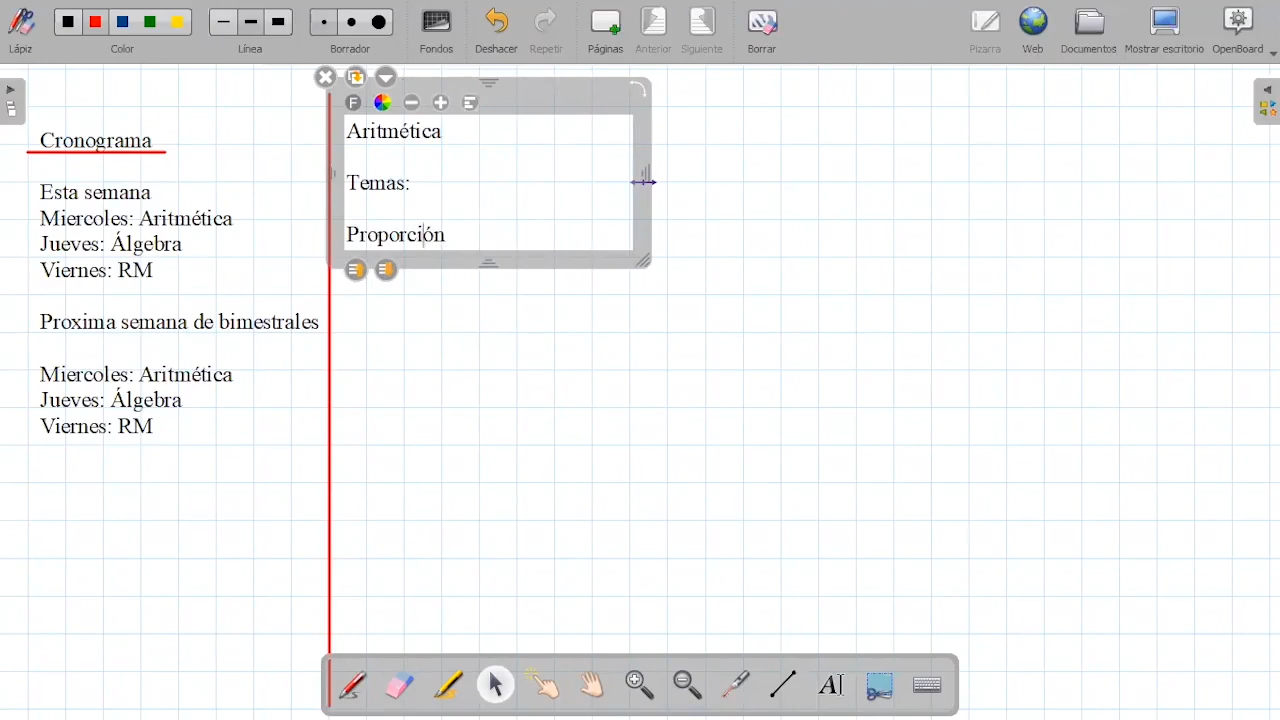 Lápiz
Color
Línea
Borrador
Fondos
Deshacer
Repetir
Páginas
Anterior
Siguiente
Borrar
Pizarra
Web
Documentos
Mostrar escritorio
OpenBoard
Cronograma
Esta semana
Miercoles: Aritmética
Jueves: Álgebra
Viernes: RM
Proxima semana de bimestrales
Miercoles: Aritmética
Jueves: Álgebra
Viernes: RM
F
Aritmética
Temas:
Proporción
AI